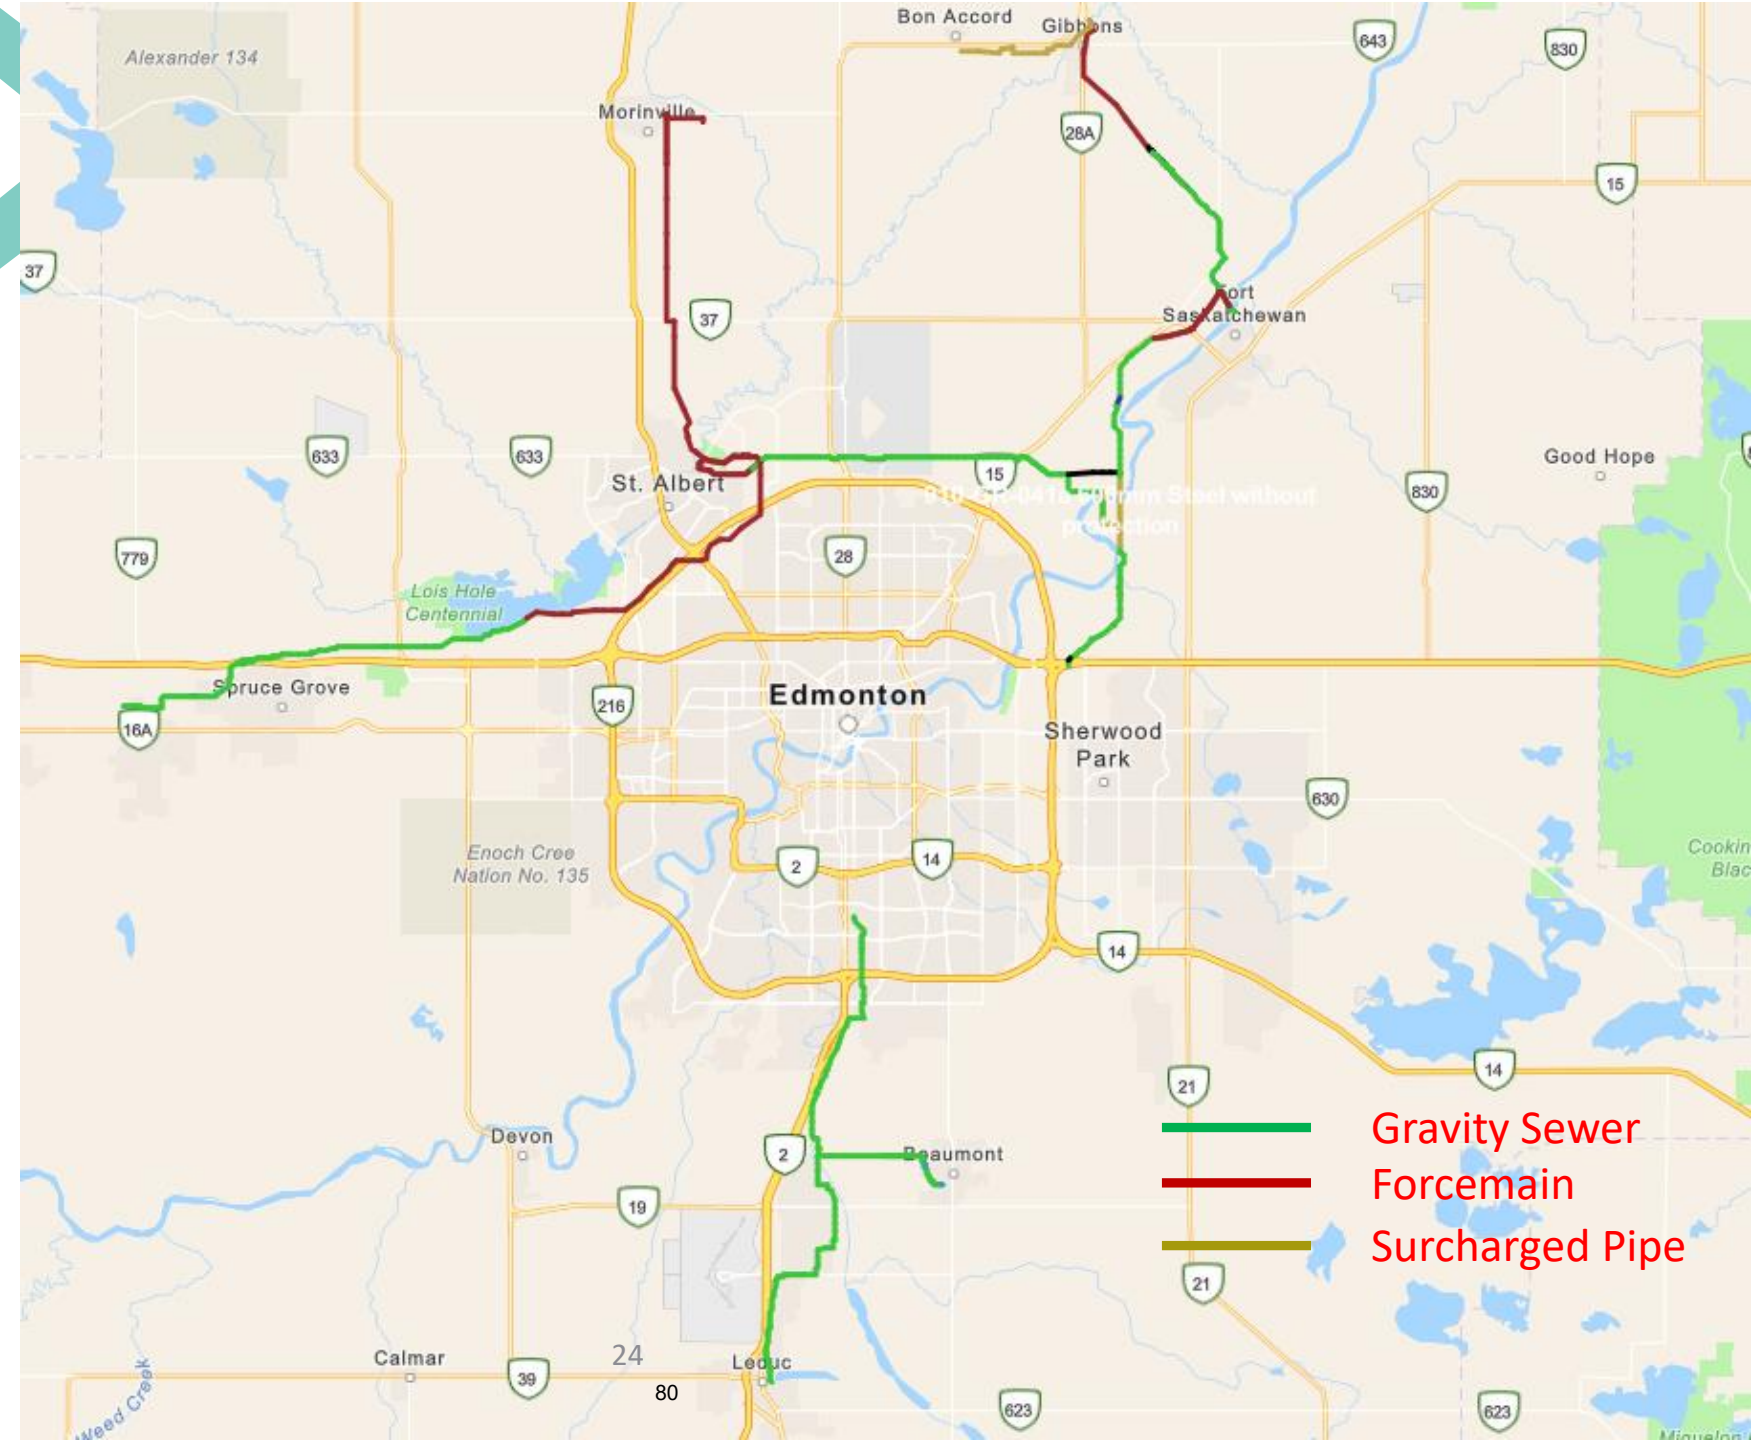 Bon Accord
Gibbons
Alexander 134
643
830
Morinville
28A
15
37
37
Fort
Saskatchewan
633
633
St. Albert
15
Good Hope
830
779
28
Lois Hole
Centennial
Spruce Grove
16A
216
Edmonton
Sherwood
Park
630
Enoch Cree
Nation No. 135
2
14
Cookin
Blac
14
14
21
Gravity Sewer
Devon
2
Beaumont
Forcemain
19
Surcharged Pipe
21
24
Calmar
Leduc
39
80
Weed Creek
623
623